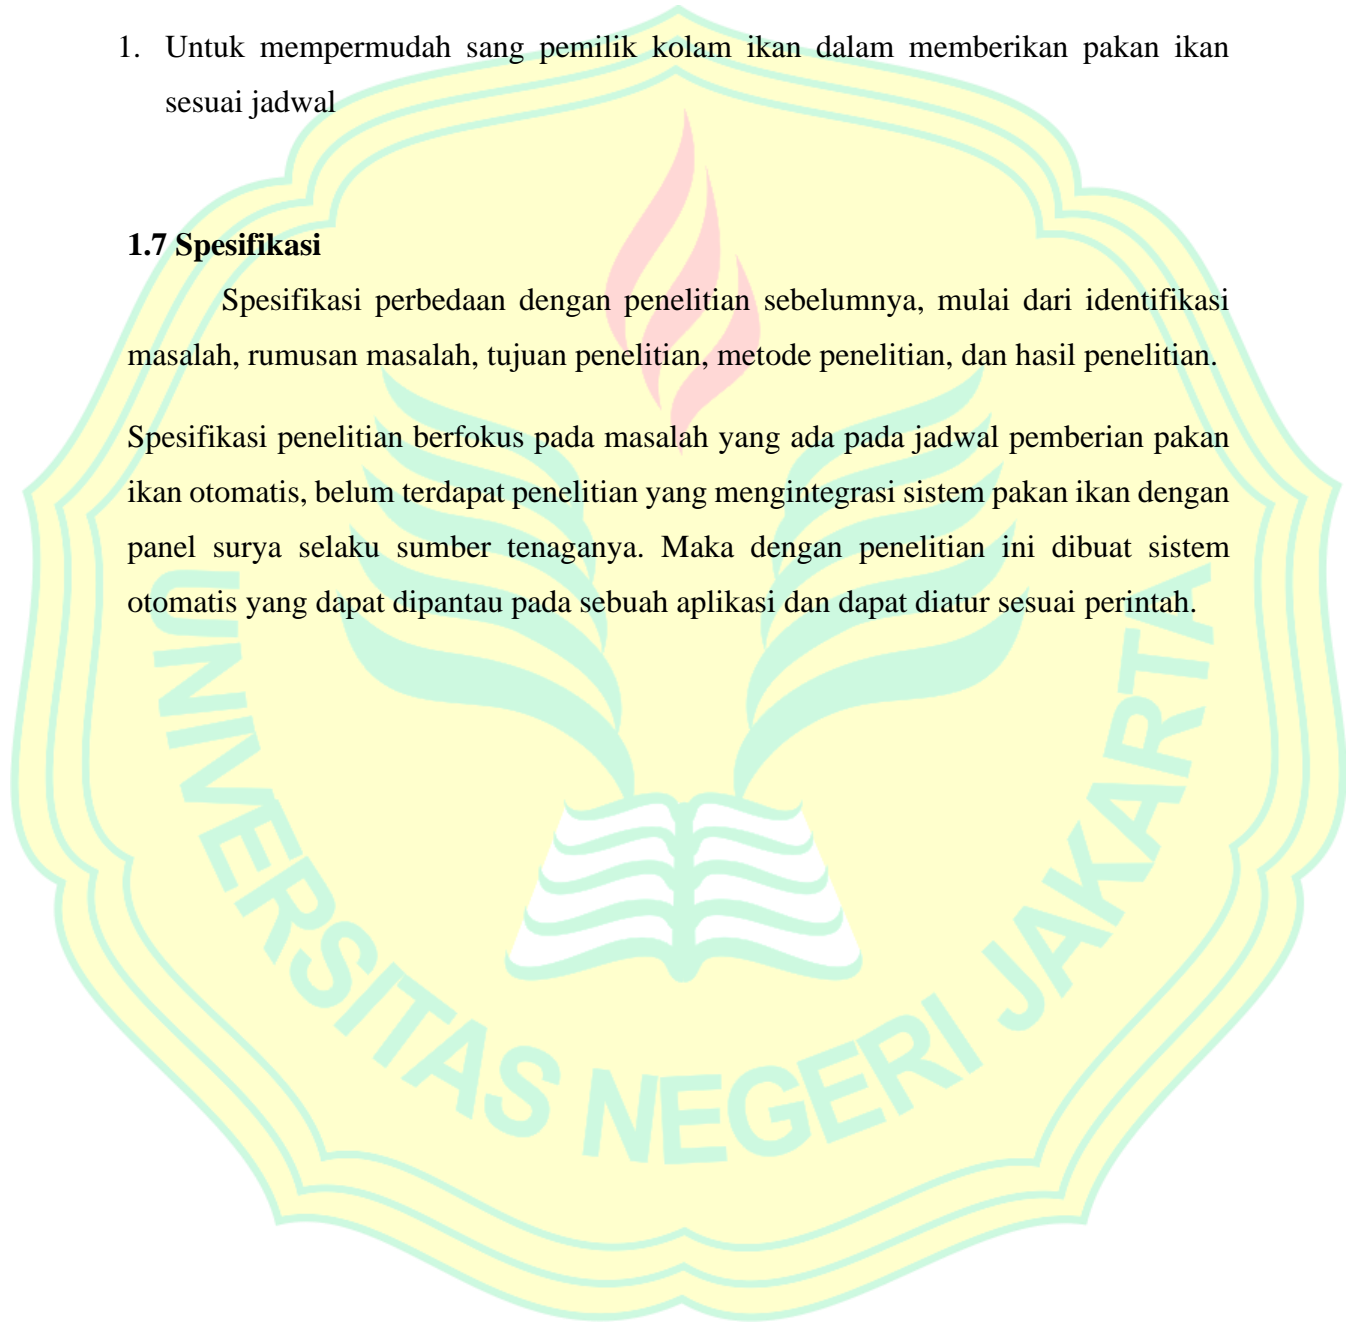 1. Untuk mempermudah sang pemilik kolam ikan dalam memberikan pakan ikan
sesuai jadwal
1.7 Spesifikasi
Spesifikasi perbedaan dengan penelitian sebelumnya, mulai dari identifikasi
masalah, rumusan masalah, tujuan penelitian, metode penelitian, dan hasil penelitian.
Spesifikasi penelitian berfokus pada masalah yang ada pada jadwal pemberian pakan
ikan otomatis, belum terdapat penelitian yang mengintegrasi sistem pakan ikan dengan
panel surya selaku sumber tenaganya. Maka dengan penelitian ini dibuat sistem
otomatis yang dapat dipantau pada sebuah aplikasi dan dapat diatur sesuai perintah.
UNIVERSITAS NEGERI JAKARTA